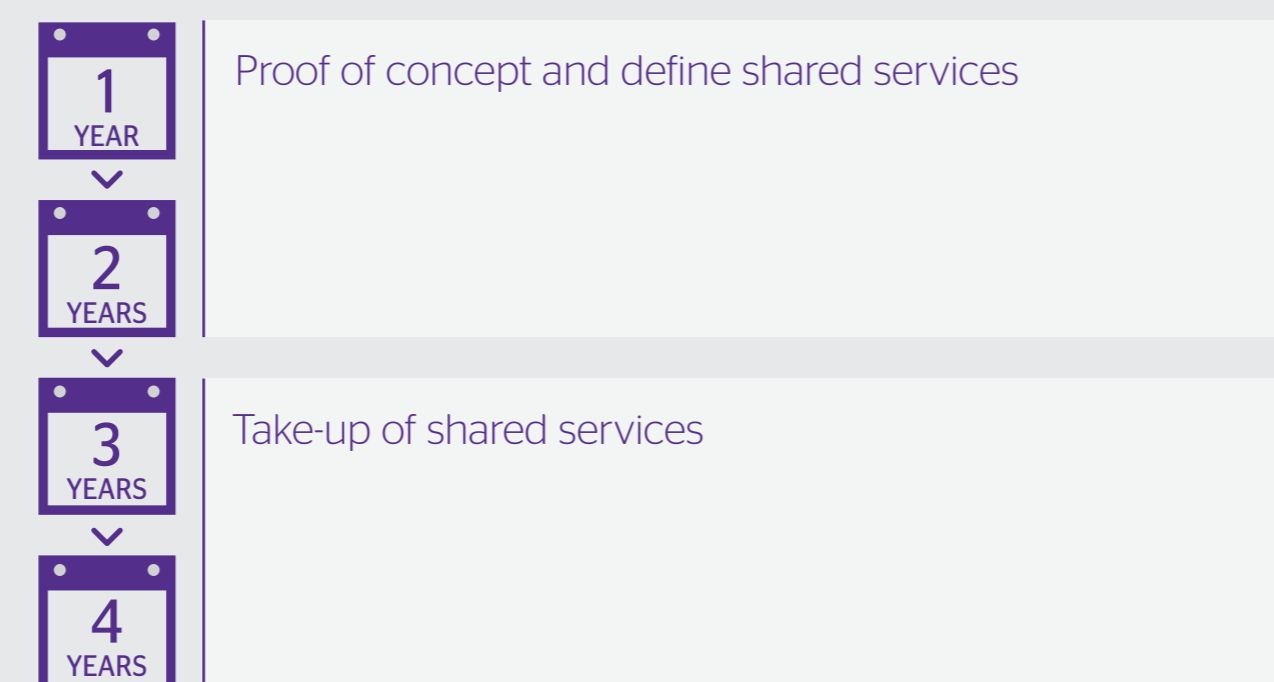 1
YEAR
Proof of concept and define shared services
2
YEARS
3
YEARS
Take-up of shared services
4
YEARS